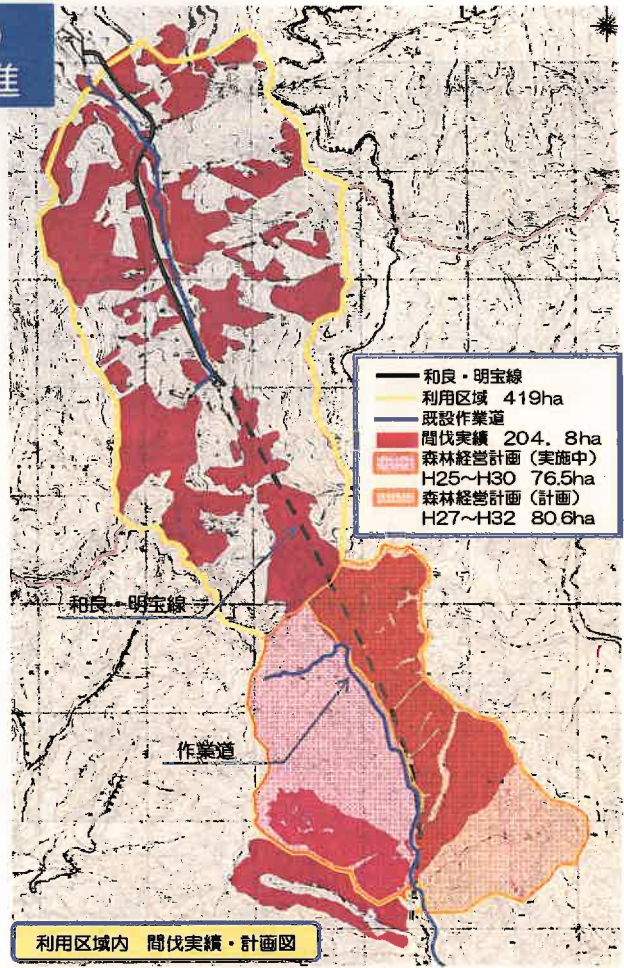 進
和良・明宝線
利用区域 419ha
既設作業道
間伐実績 204. 8ha
森林経営計画（実施中）
H25～H30 76.5ha
森林経営計画（計画）
H27～H32 80.6ha
和良・明宝線
作業道
利用区域内 間伐実績・計画図